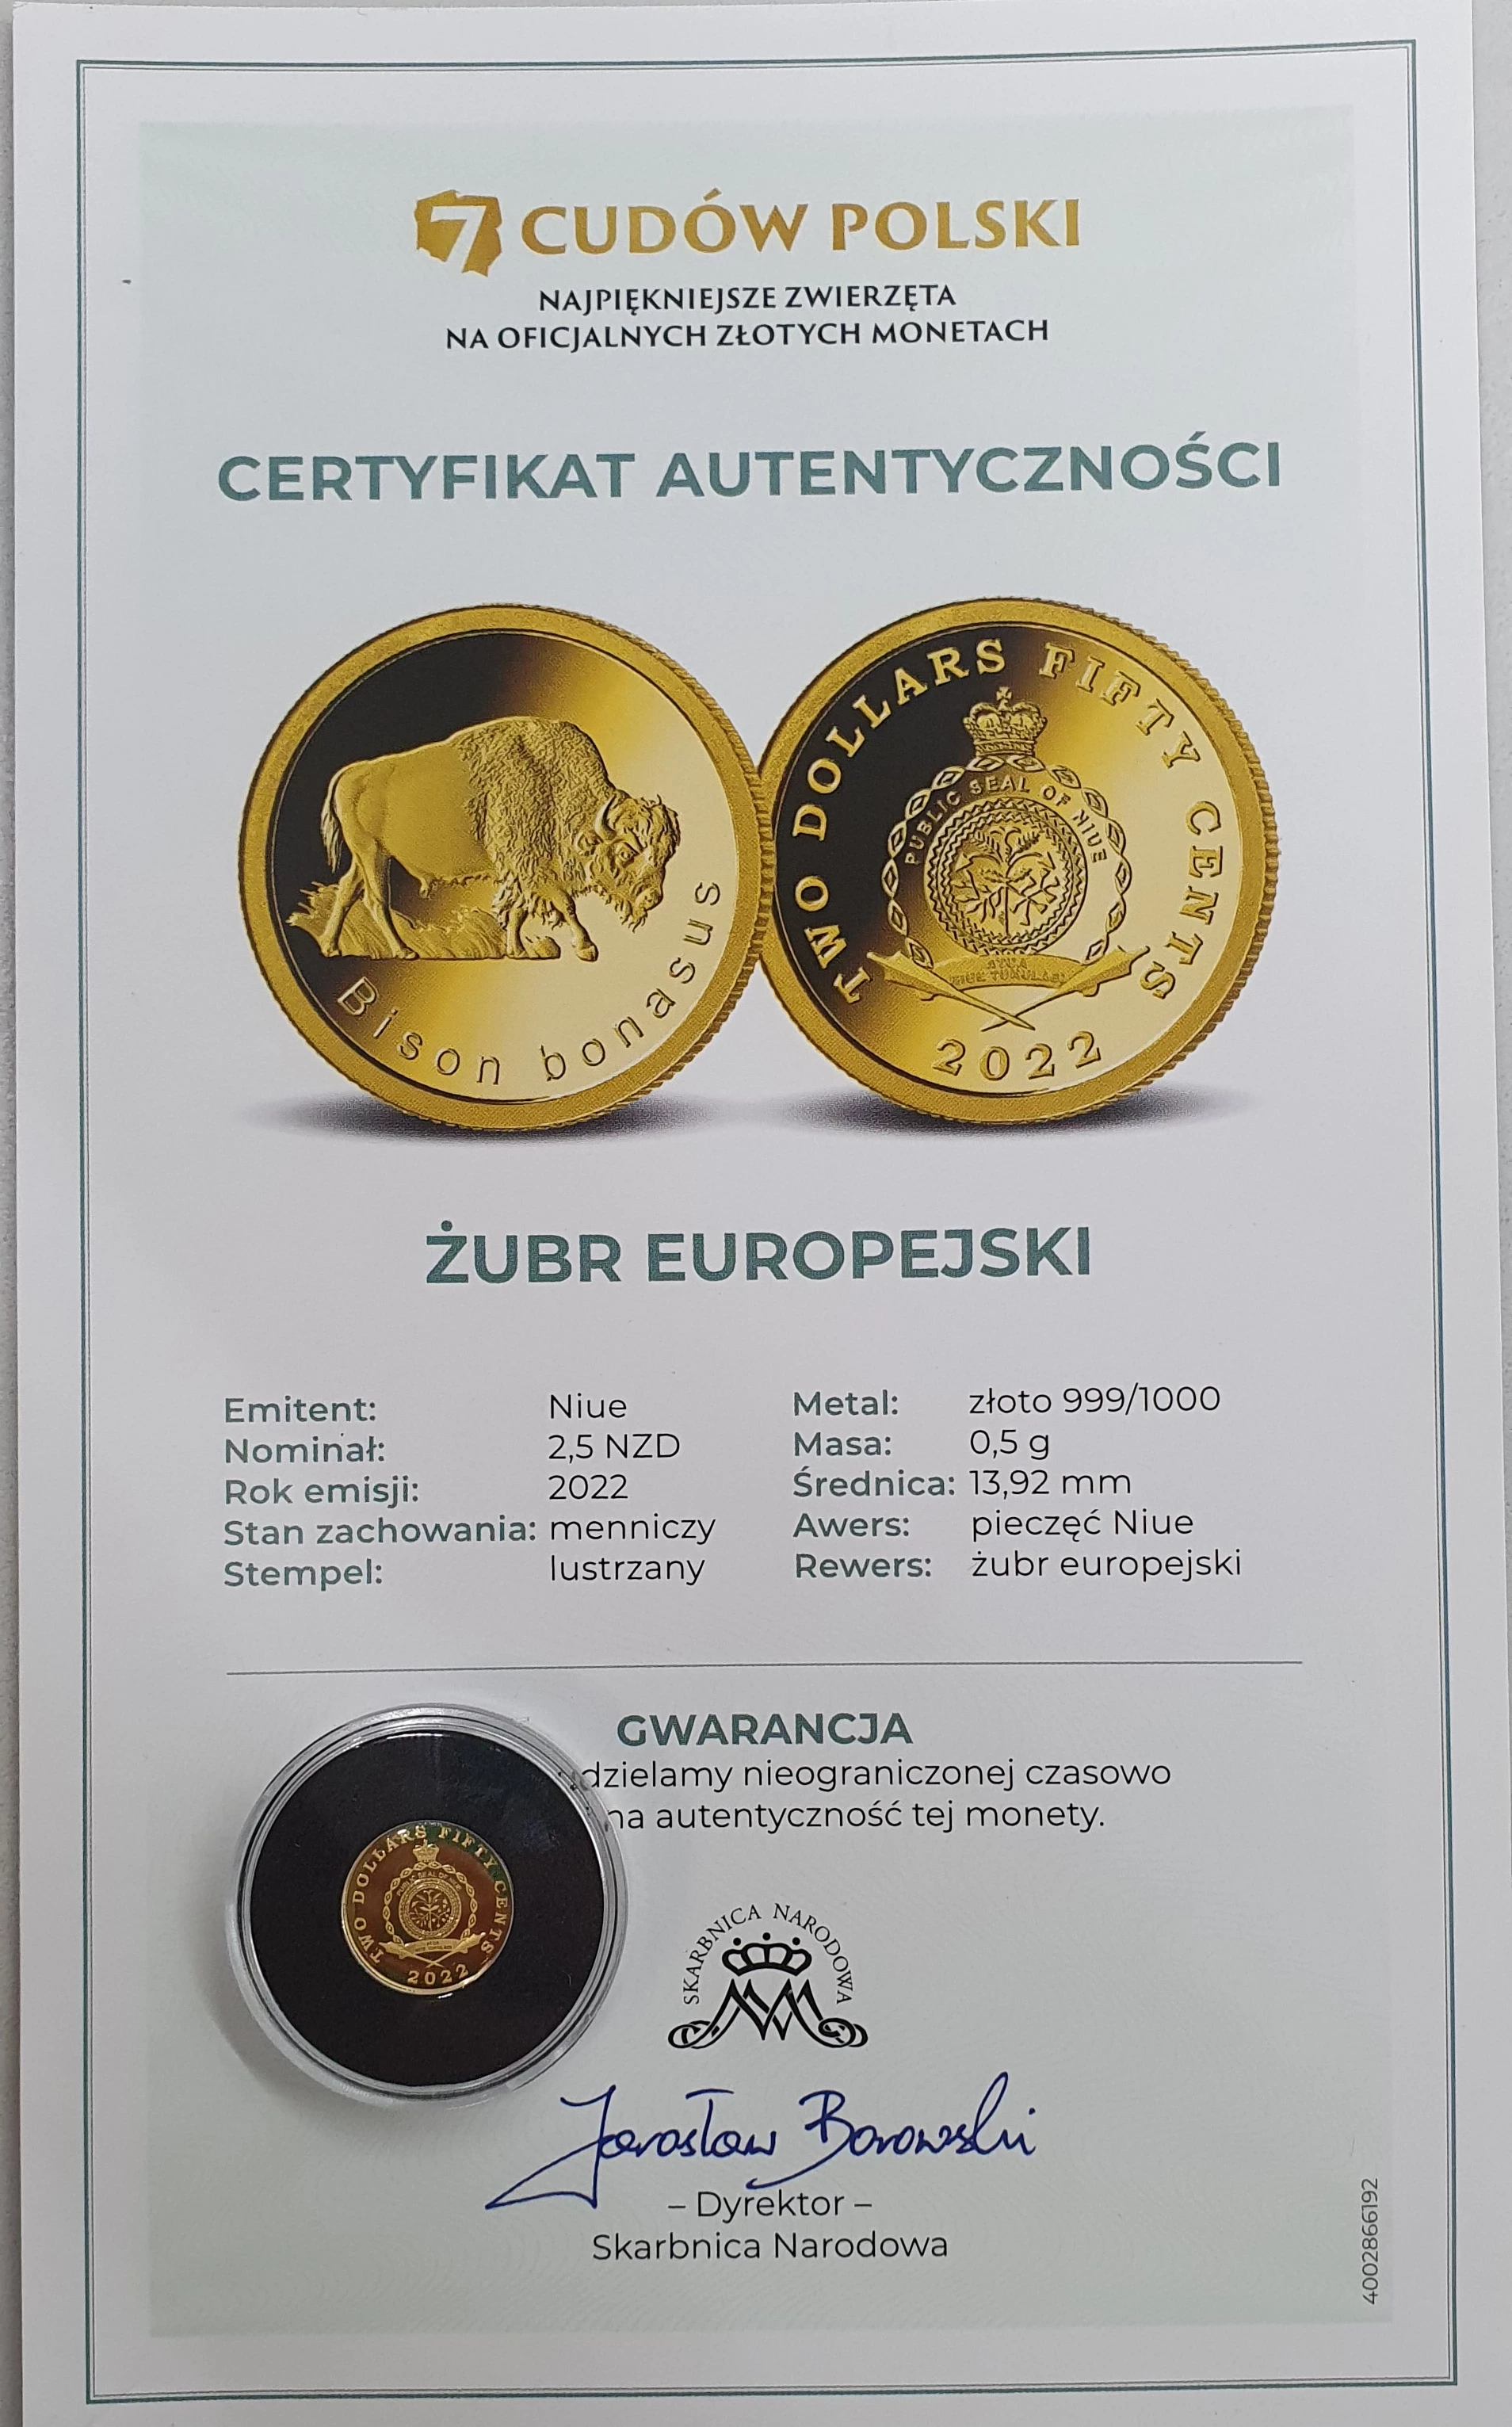 7 CUDÓW POLSKI
NAJPIĘKNIEJSZE ZWIERZĘTA
NA OFICJALNYCH ZŁOTYCH MONETACH
CERTYFIKAT AUTENTYCZNOŚCI
Bison bonasus
TWO DOLLARS FIFTY CENTS
PUBLIC SEAL OF NIUE
2022
ŻUBR EUROPEJSKI
Emitent: Niue
Nominał: 2,5 NZD
Rok emisji: 2022
Stan zachowania: menniczy
Stempel: lustrzany
Metal: złoto 999/1000
Masa: 0,5 g
Średnica: 13,92 mm
Awers: pieczęć Niue
Rewers: żubr europejski
GWARANCJA
dzielamy nieograniczonej czasowo
na autentyczność tej monety.
TWO DOLLARS FIFTY CENTS
PUBLIC SEAL OF NIUE
2022
SKARBNICA NARODOWA
Jarosław Borowski
– Dyrektor –
Skarbnica Narodowa
4002866192